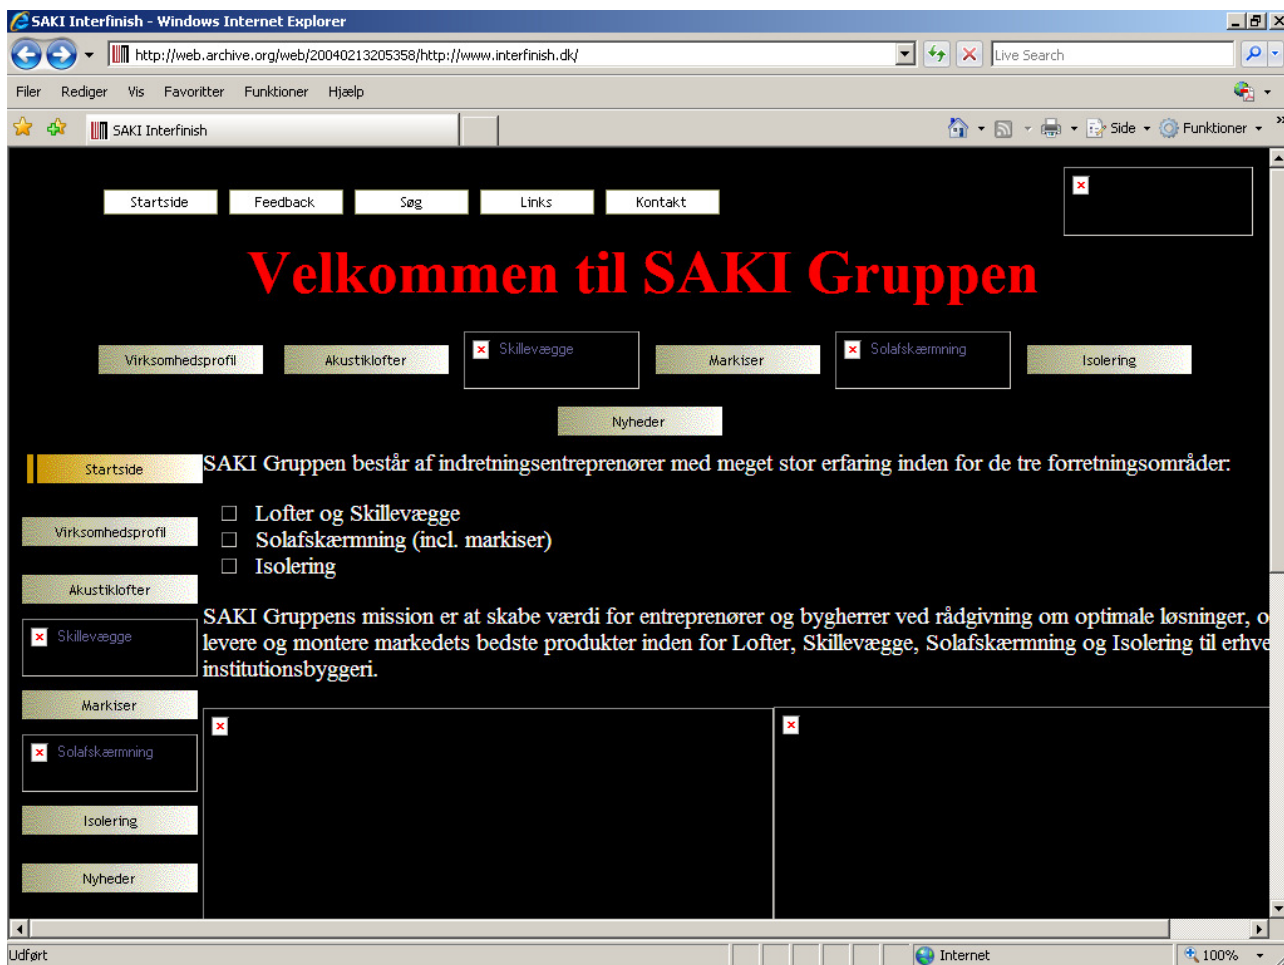 SAKI Interfinish - Windows Internet Explorer
http://web.archive.org/web/20040213205358/http://www.interfinish.dk/
Live Search
Filer Rediger Vis Favoritter Funktioner Hjælp
SAKI Interfinish
Side Funktioner
Startside Feedback Søg Links Kontakt
Velkommen til SAKI Gruppen
Virksomhedsprofil Akustiklofter Skillevægge Markiser Solafskærmning Isolering
Nyheder
Startside
SAKI Gruppen består af indretningsentreprenører med meget stor erfaring inden for de tre forretningsområder:
Lofter og Skillevægge
Solafskærmning (incl. markiser)
Isolering
Virksomhedsprofil
Akustiklofter
SAKI Gruppens mission er at skabe værdi for entreprenører og bygherrer ved rådgivning om optimale løsninger, o
levere og montere markedets bedste produkter inden for Lofter, Skillevægge, Solafskærmning og Isolering til erhve
institutionsbyggeri.
Skillevægge
Markiser
Solafskærmning
Isolering
Nyheder
Udført
Internet
100%